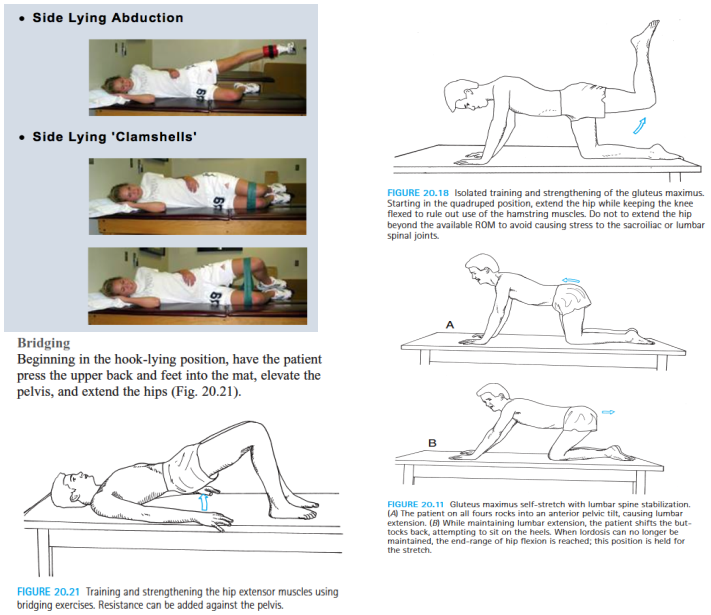 • Side Lying Abduction
• Side Lying 'Clamshells'
Bridging
Beginning in the hook-lying position, have the patient
press the upper back and feet into the mat, elevate the
pelvis, and extend the hips (Fig. 20.21).
FIGURE 20.21 Training and strengthening the hip extensor muscles using
bridging exercises. Resistance can be added against the pelvis.
FIGURE 20.18 Isolated training and strengthening of the gluteus maximus.
Starting in the quadruped position, extend the hip while keeping the knee
flexed to rule out use of the hamstring muscles. Do not to extend the hip
beyond the available ROM to avoid causing stress to the sacroiliac or lumbar
spinal joints.
A
B
FIGURE 20.11 Gluteus maximus self-stretch with lumbar spine stabilization.
(A) The patient on all fours rocks into an anterior pelvic tilt, causing lumbar
extension. (B) While maintaining lumbar extension, the patient shifts the but-
tocks back, attempting to sit on the heels. When lordosis can no longer be
maintained, the end-range of hip flexion is reached; this position is held for
the stretch.